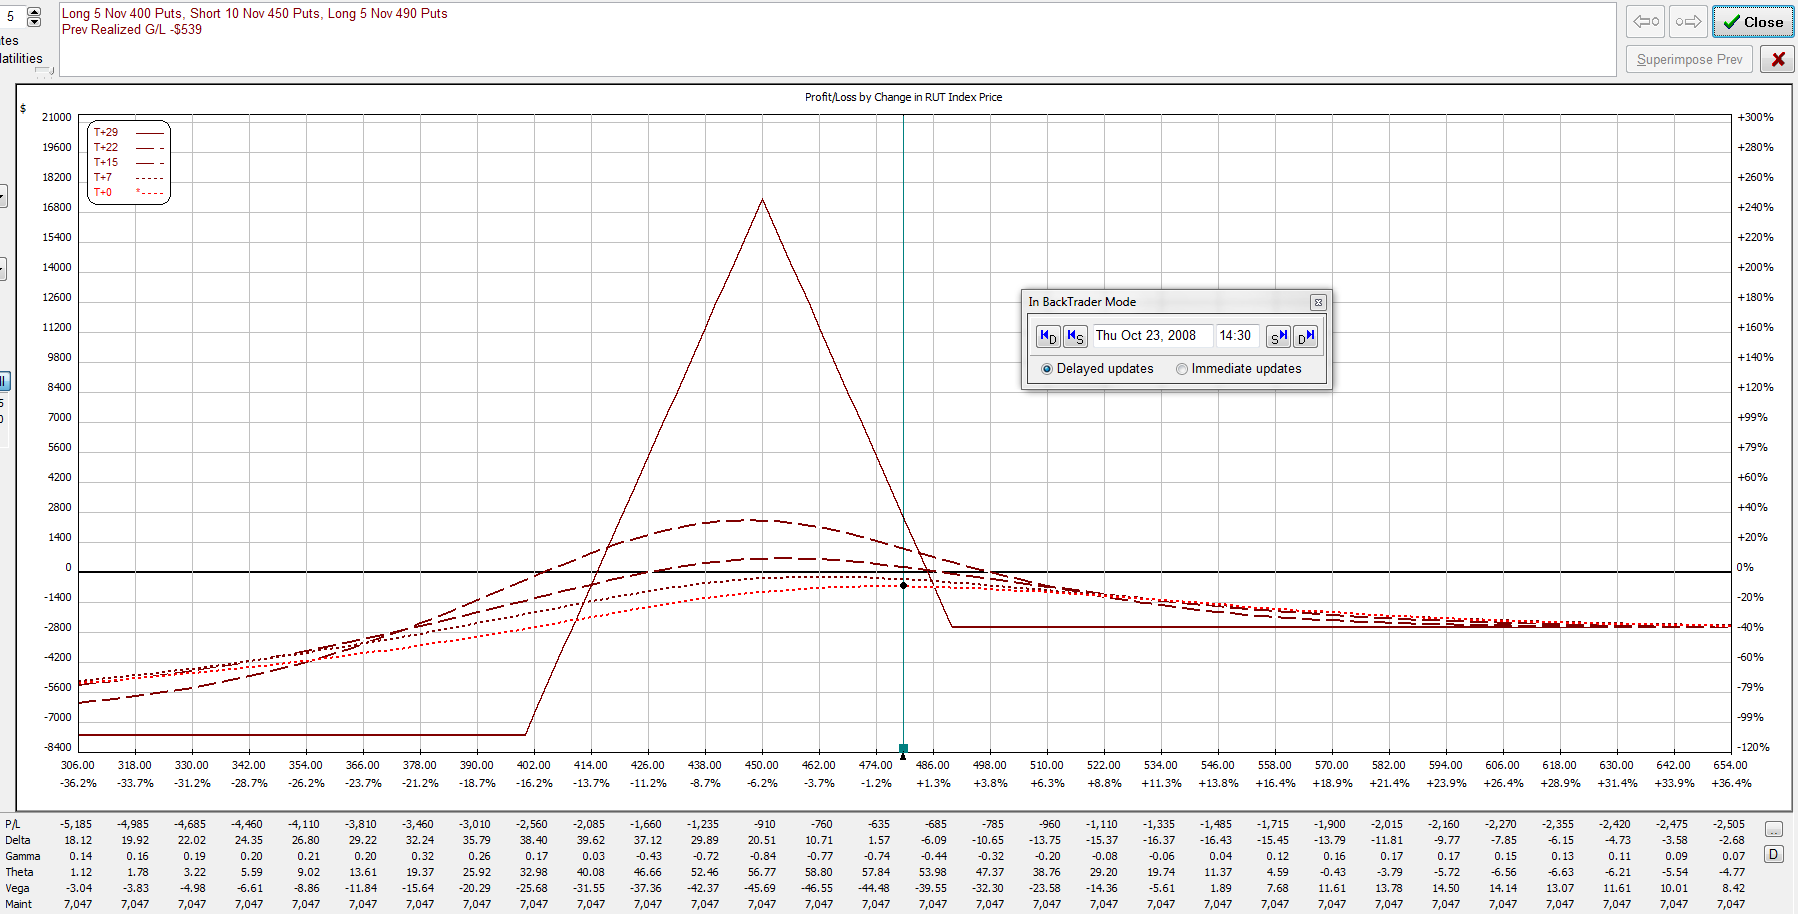 5
Long 5 Nov 400 Puts, Short 10 Nov 450 Puts, Long 5 Nov 490 Puts
Prev Realized G/L -$539
Close
Superimpose Prev
Profit/Loss by Change in RUT Index Price
$
21000 +300%
19600 +280%
18200 +260%
16800 +240%
15400 +220%
14000 +200%
12600 +180%
11200 +160%
9800 +140%
8400 +120%
7000 +99%
5600 +79%
4200 +60%
2800 +40%
1400 +20%
0 0%
-1400 -20%
-2800 -40%
-4200 -60%
-5600 -79%
-7000 -99%
-8400 -120%
T+29
T+22
T+15
T+7
T+0 *
In BackTrader Mode
D S Thu Oct 23, 2008 14:30 S D
Delayed updates Immediate updates
306.00 318.00 330.00 342.00 354.00 366.00 378.00 390.00 402.00 414.00 426.00 438.00 450.00 462.00 474.00 486.00 498.00 510.00 522.00 534.00 546.00 558.00 570.00 582.00 594.00 606.00 618.00 630.00 642.00 654.00
-36.2% -33.7% -31.2% -28.7% -26.2% -23.7% -21.2% -18.7% -16.2% -13.7% -11.2% -8.7% -6.2% -3.7% -1.2% +1.3% +3.8% +6.3% +8.8% +11.3% +13.8% +16.4% +18.9% +21.4% +23.9% +26.4% +28.9% +31.4% +33.9% +36.4%
P/L -5,185 -4,985 -4,685 -4,460 -4,110 -3,810 -3,460 -3,010 -2,560 -2,085 -1,660 -1,235 -910 -760 -635 -685 -785 -960 -1,110 -1,335 -1,485 -1,715 -1,900 -2,015 -2,160 -2,270 -2,355 -2,420 -2,475 -2,505
Delta 18.12 19.92 22.02 24.35 26.80 29.22 32.24 35.79 38.40 39.62 37.12 29.89 20.51 10.71 1.57 -6.09 -10.65 -13.75 -15.37 -16.37 -16.43 -15.45 -13.79 -11.81 -9.77 -7.85 -6.15 -4.73 -3.58 -2.68
Gamma 0.14 0.16 0.19 0.20 0.21 0.20 0.32 0.26 0.17 0.03 -0.43 -0.72 -0.84 -0.77 -0.74 -0.44 -0.32 -0.20 -0.08 -0.06 0.04 0.12 0.16 0.17 0.17 0.15 0.13 0.11 0.09 0.07
Theta 1.12 1.78 3.22 5.59 9.02 13.61 19.37 25.92 32.98 40.08 46.66 52.46 56.77 58.80 57.84 53.98 47.37 38.76 29.20 19.74 11.37 4.59 -0.43 -3.79 -5.72 -6.56 -6.63 -6.21 -5.54 -4.77
Vega -3.04 -3.83 -4.98 -6.61 -8.86 -11.84 -15.64 -20.29 -25.68 -31.55 -37.36 -42.37 -45.69 -46.55 -44.48 -39.55 -32.30 -23.58 -14.36 -5.61 1.89 7.68 11.61 13.78 14.50 14.14 13.07 11.61 10.01 8.42
Maint 7,047 7,047 7,047 7,047 7,047 7,047 7,047 7,047 7,047 7,047 7,047 7,047 7,047 7,047 7,047 7,047 7,047 7,047 7,047 7,047 7,047 7,047 7,047 7,047 7,047 7,047 7,047 7,047 7,047 7,047
...
D